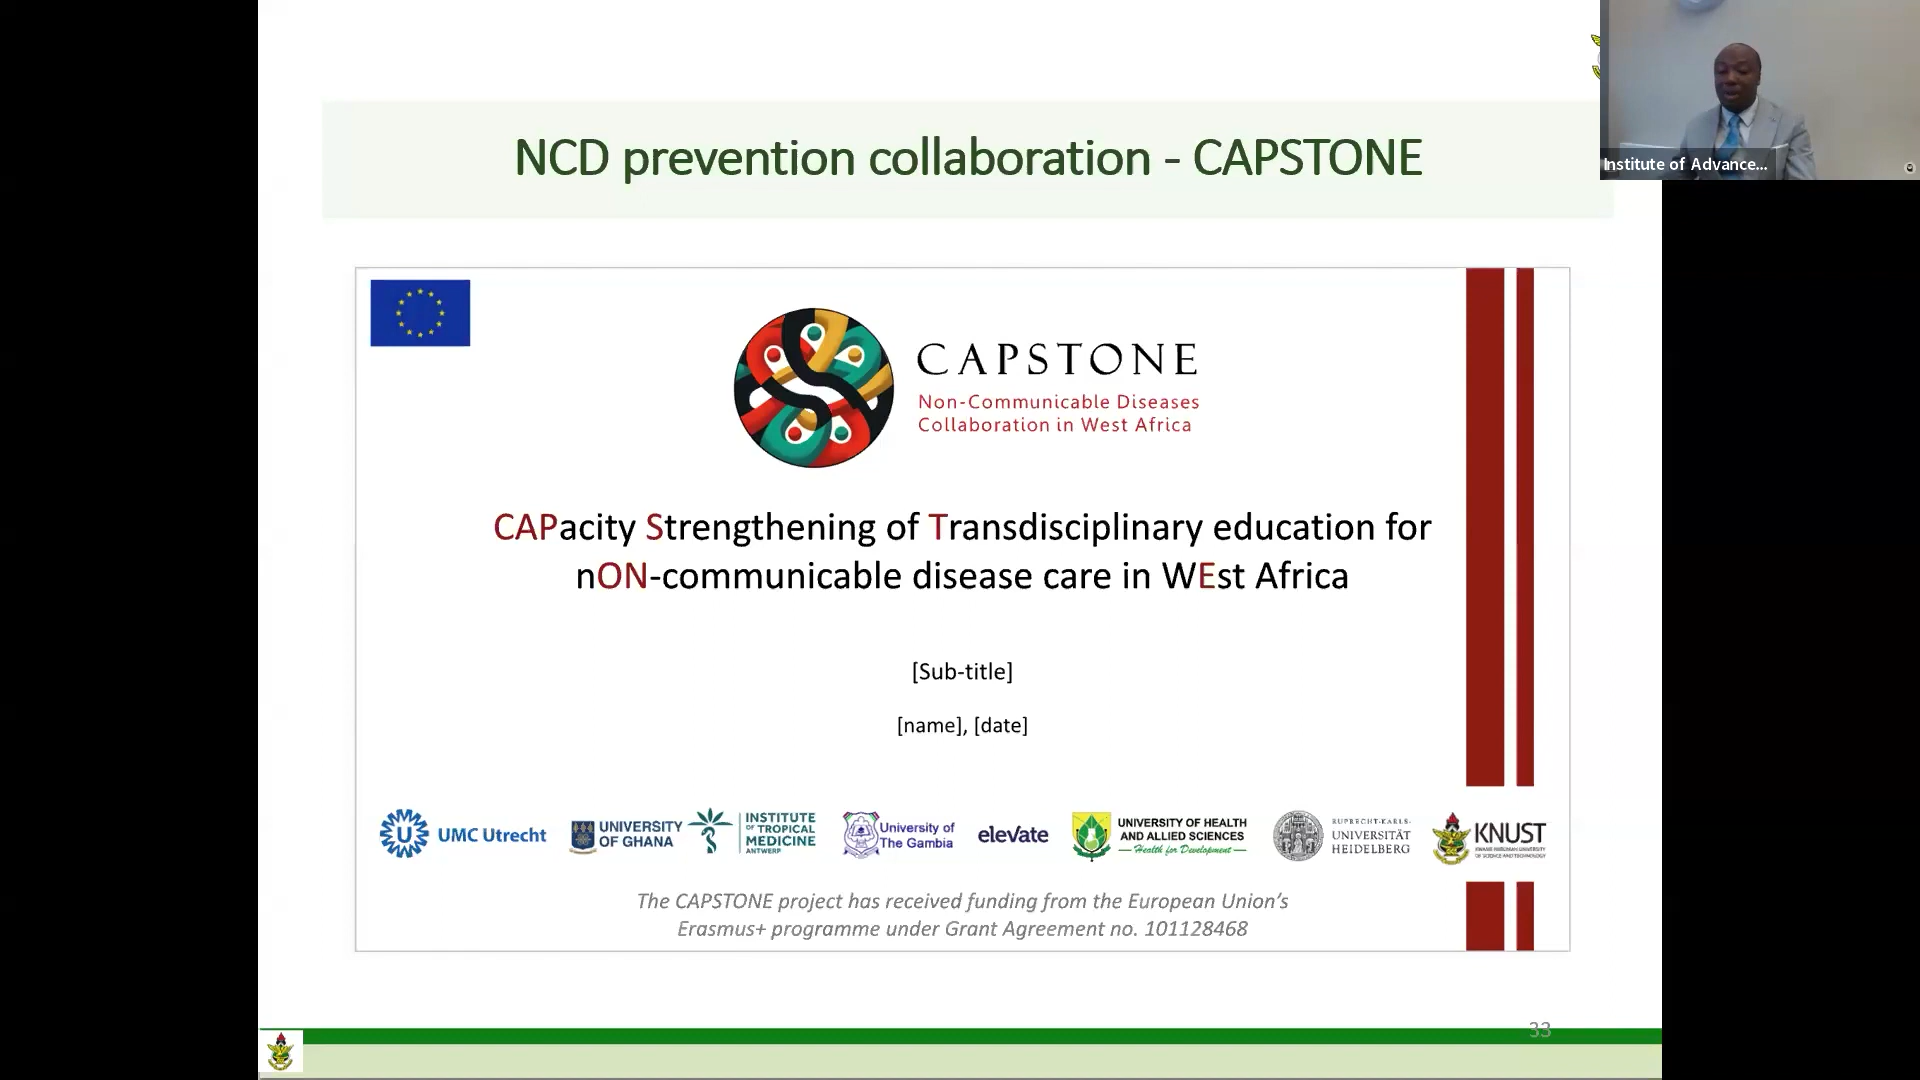 NCD prevention collaboration - CAPSTONE
Institute of Advance...
CAPSTONE
Non-Communicable Diseases
Collaboration in West Africa
CAPacity Strengthening of Transdisciplinary education for
nON-communicable disease care in WEst Africa
[Sub-title]
[name], [date]
UMC Utrecht
UNIVERSITY
OF GHANA
INSTITUTE
OF TROPICAL
MEDICINE
ANTWERP
University of
The Gambia
eleVate
UNIVERSITY OF HEALTH
AND ALLIED SCIENCES
Health for Development
RUPRECHT-KARLS-
UNIVERSITÄT
HEIDELBERG
KNUST
The CAPSTONE project has received funding from the European Union's
Erasmus+ programme under Grant Agreement no. 101128468
33